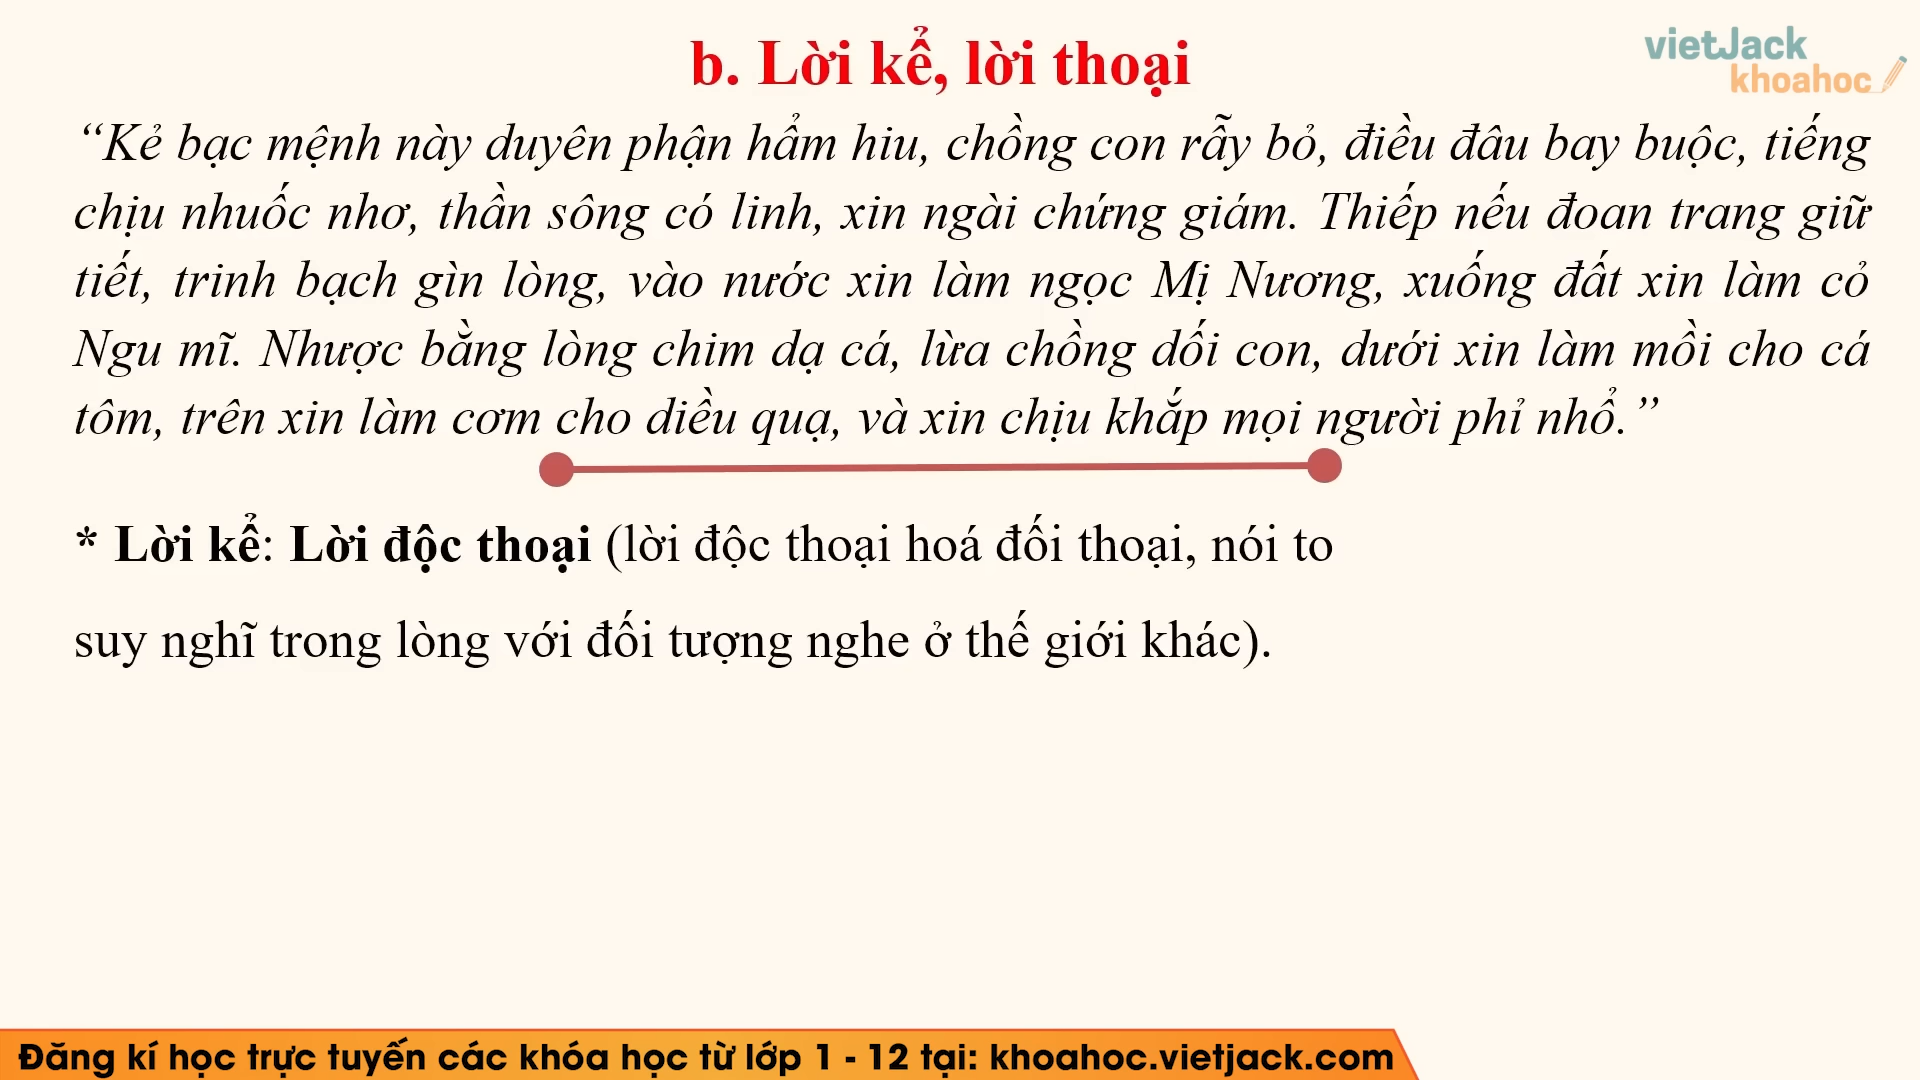 b. Lời kể, lời thoại
vietJack
khoahoc
“Kẻ bạc mệnh này duyên phận hẩm hiu, chồng con rẫy bỏ, điều đâu bay buộc, tiếng
chịu nhuốc nhơ, thần sông có linh, xin ngài chứng giám. Thiếp nếu đoan trang giữ
tiết, trinh bạch gìn lòng, vào nước xin làm ngọc Mị Nương, xuống đất xin làm cỏ
Ngu mĩ. Nhược bằng lòng chim dạ cá, lừa chồng dối con, dưới xin làm mồi cho cá
tôm, trên xin làm cơm cho diều quạ, và xin chịu khắp mọi người phỉ nhổ.”
* Lời kể: Lời độc thoại (lời độc thoại hoá đối thoại, nói to
suy nghĩ trong lòng với đối tượng nghe ở thế giới khác).
Đăng kí học trực tuyến các khóa học từ lớp 1 - 12 tại: khoahoc.vietjack.com